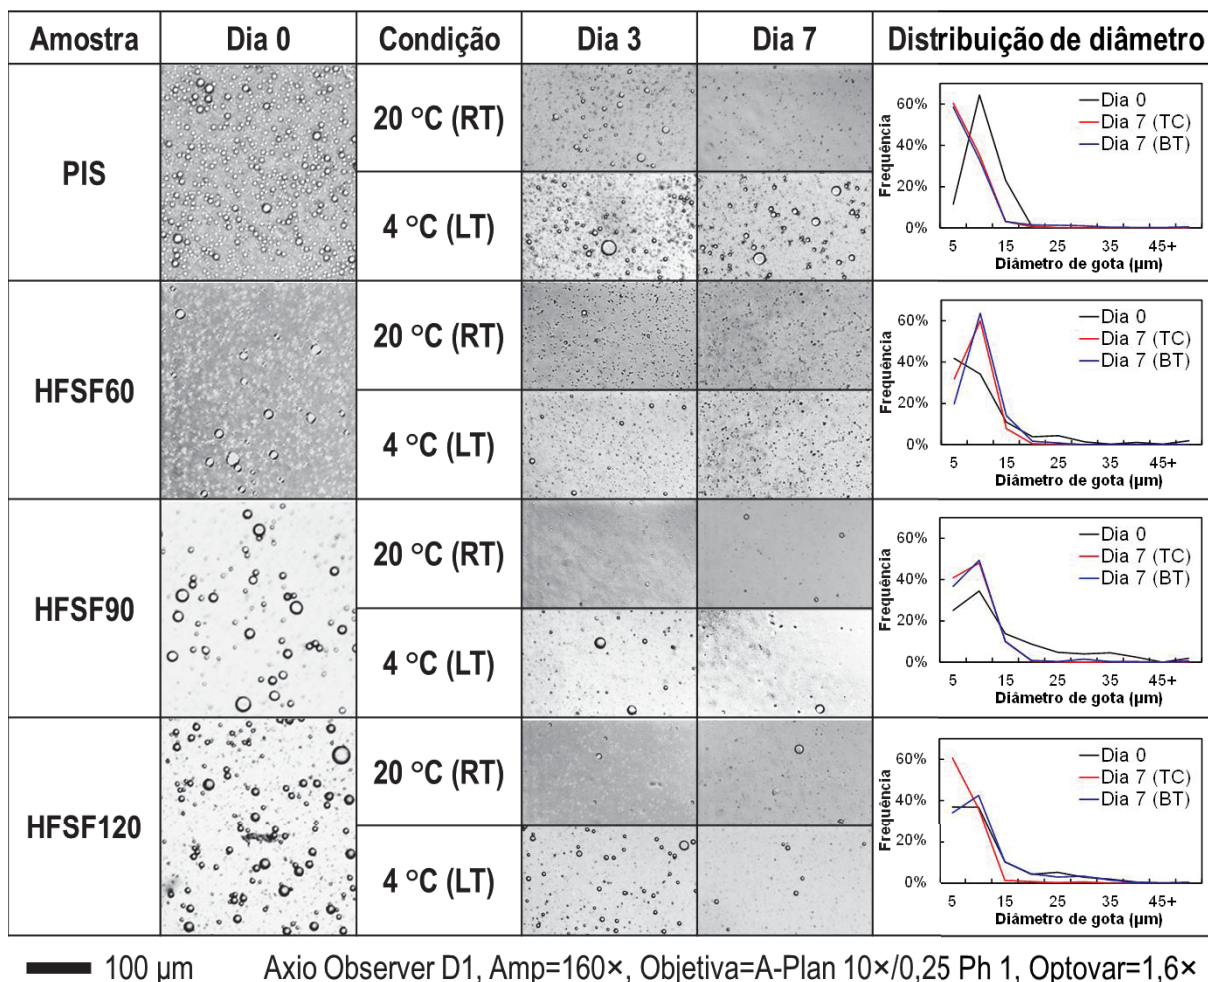 Amostra Dia 0 Condição Dia 3 Dia 7 Distribuição de diâmetro
PIS
20 °C (RT)
4 °C (LT)
Frequência
60%
40%
20%
0%
Dia 0
Dia 7 (TC)
Dia 7 (BT)
5 15 25 35 45+
Diâmetro de gota (µm)
HFSF60
20 °C (RT)
4 °C (LT)
Frequência
60%
40%
20%
0%
Dia 0
Dia 7 (TC)
Dia 7 (BT)
5 15 25 35 45+
Diâmetro de gota (µm)
HFSF90
20 °C (RT)
4 °C (LT)
Frequência
60%
40%
20%
0%
Dia 0
Dia 7 (TC)
Dia 7 (BT)
5 15 25 35 45+
Diâmetro de gota (µm)
HFSF120
20 °C (RT)
4 °C (LT)
Frequência
60%
40%
20%
0%
Dia 0
Dia 7 (TC)
Dia 7 (BT)
5 15 25 35 45+
Diâmetro de gota (µm)
100 µm Axio Observer D1, Amp=160×, Objetiva=A-Plan 10×/0,25 Ph 1, Optovar=1,6×